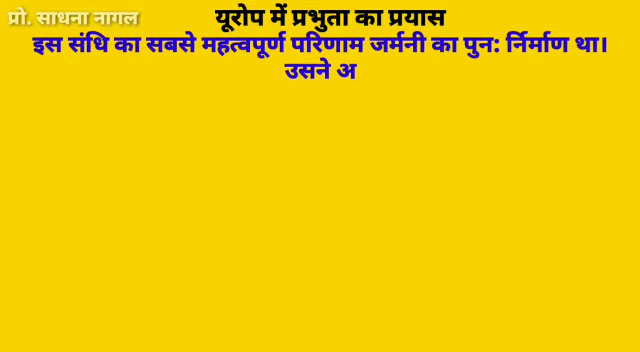 प्रो. साधना नागल
यूरोप में प्रभुता का प्रयास
इस संधि का सबसे महत्वपूर्ण परिणाम जर्मनी का पुन: र्निर्माण था।
उसने अ